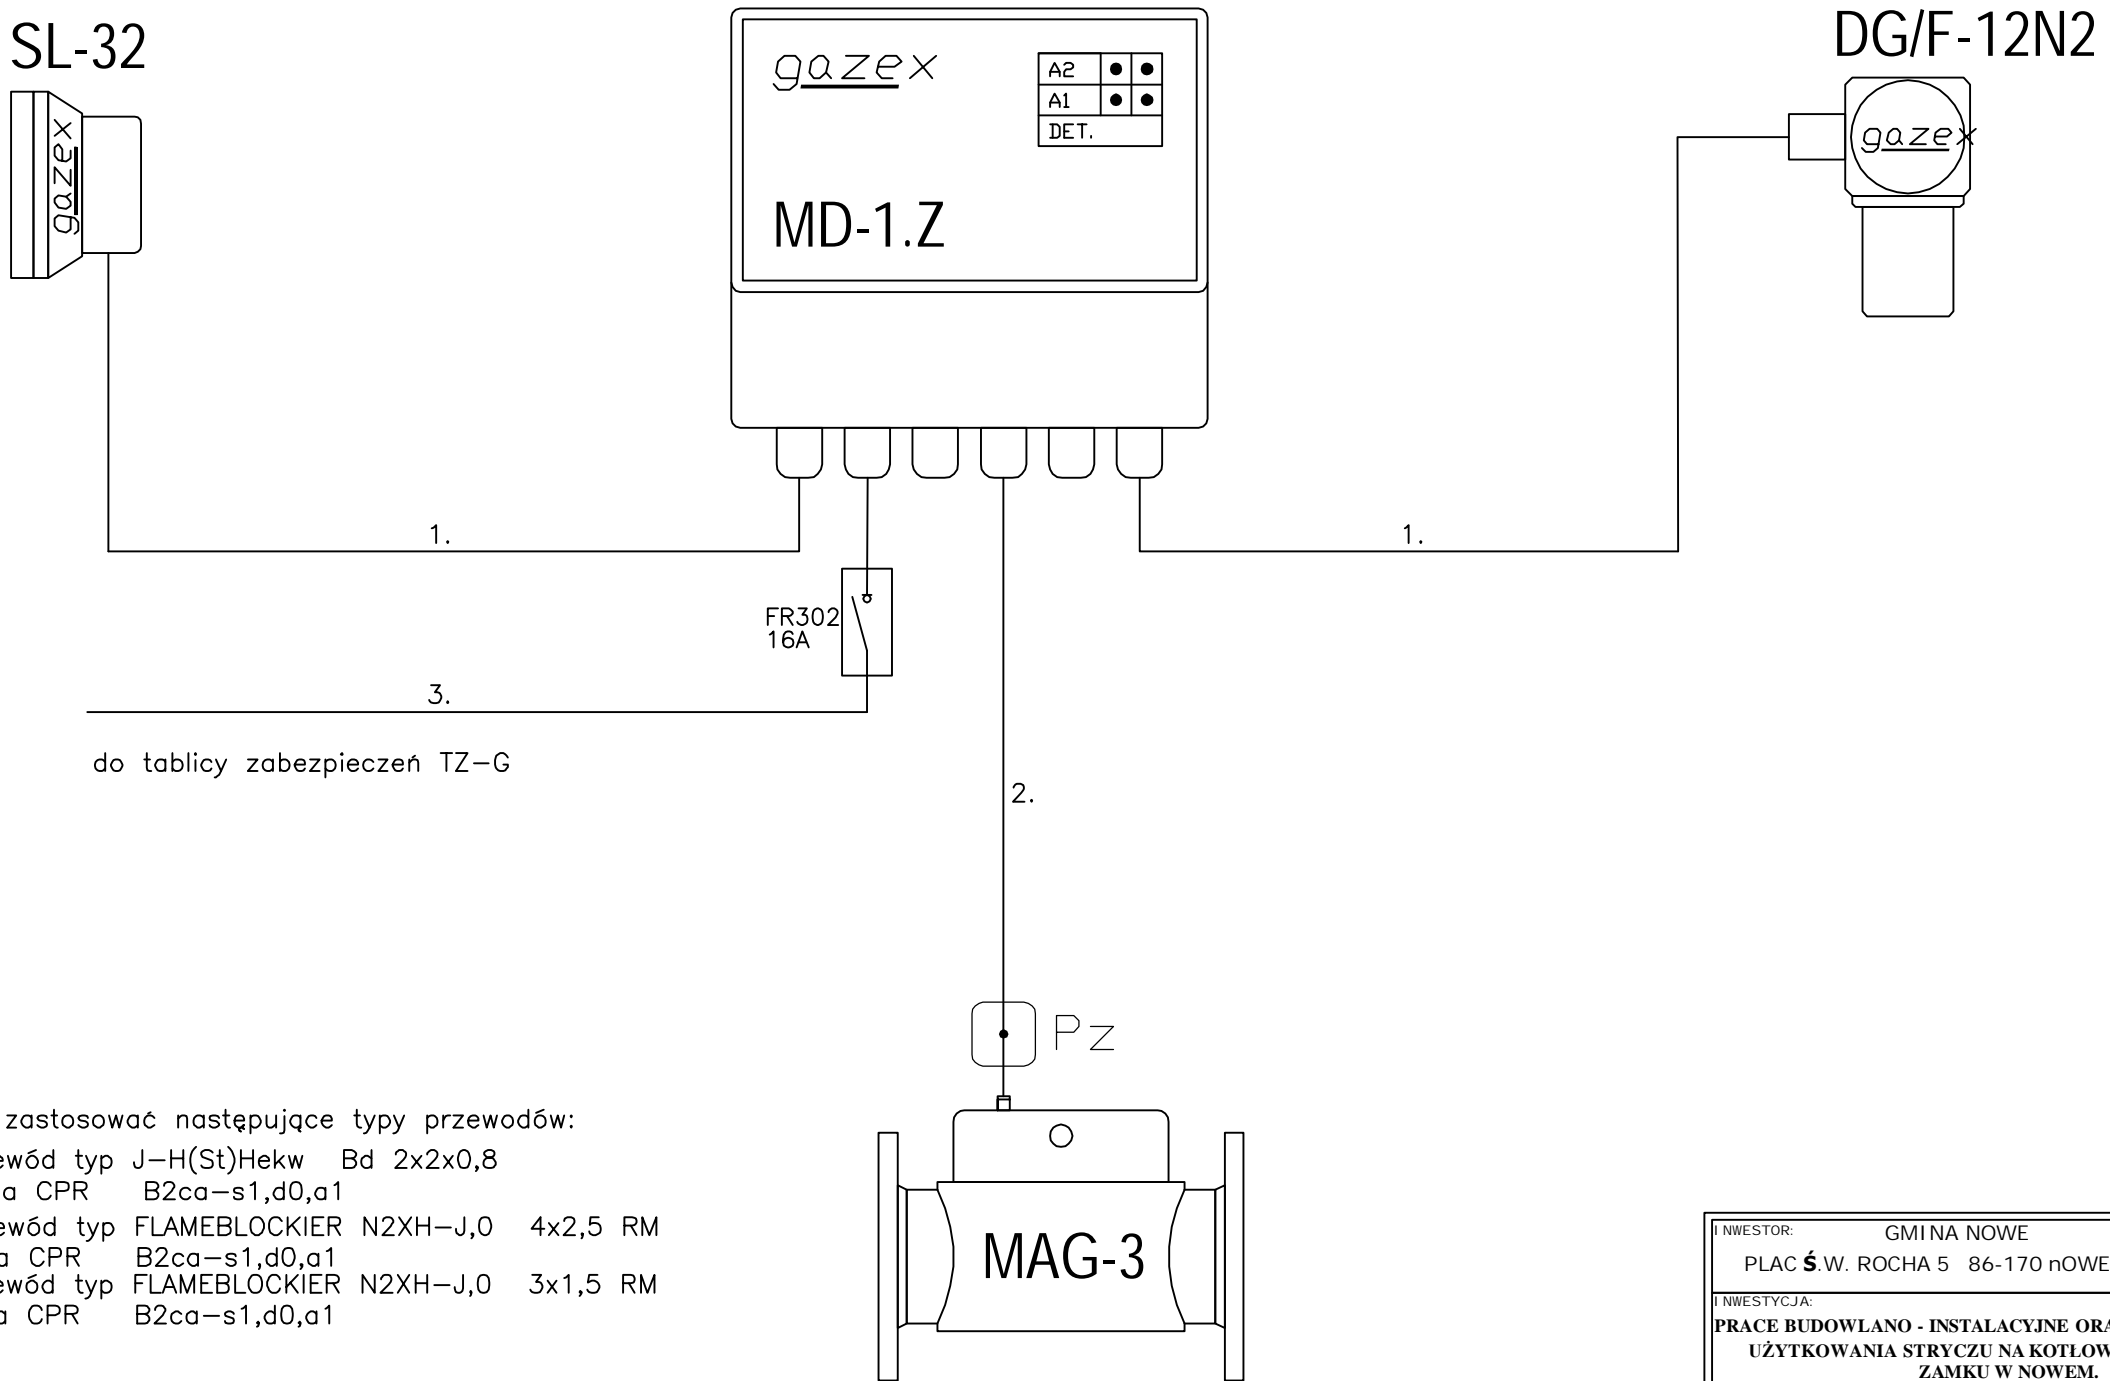 SL-32
DG/F-12N2
gazex
gazex
A2
A1
DET.
gazex
MD-1.Z
1.
1.
FR302
16A
3.
do tablicy zabezpieczeń TZ-G
2.
Pz
zastosować następujące typy przewodów:
ewód typ J-H(St)Hekw Bd 2x2x0,8
a CPR B2ca-s1,d0,a1
ewód typ FLAMEBLOCKIER N2XH-J,0 4x2,5 RM
a CPR B2ca-s1,d0,a1
ewód typ FLAMEBLOCKIER N2XH-J,0 3x1,5 RM
a CPR B2ca-s1,d0,a1
MAG-3
INWESTOR: GMINA NOWE
PLAC Ś.W. ROCHA 5 86-170 nOWE
INWESTYCJA:
PRACE BUDOWLANO - INSTALACYJNE ORA
UŻYTKOWANIA STRYCZU NA KOTŁOW
ZAMKU W NOWEM.